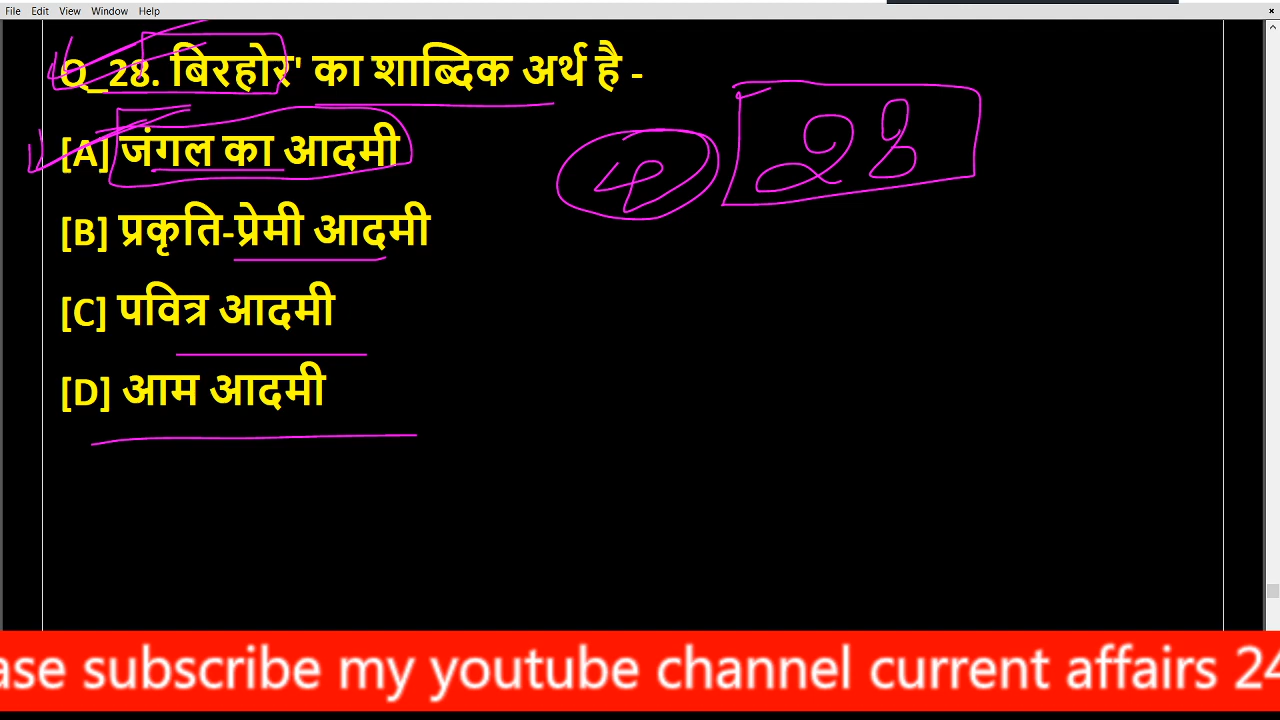 File Edit View Window Help
Q_28. बिरहोर' का शाब्दिक अर्थ है -
[A] जंगल का आदमी
28
[B] प्रकृति-प्रेमी आदमी
[C] पवित्र आदमी
[D] आम आदमी
ase subscribe my youtube channel current affairs 24